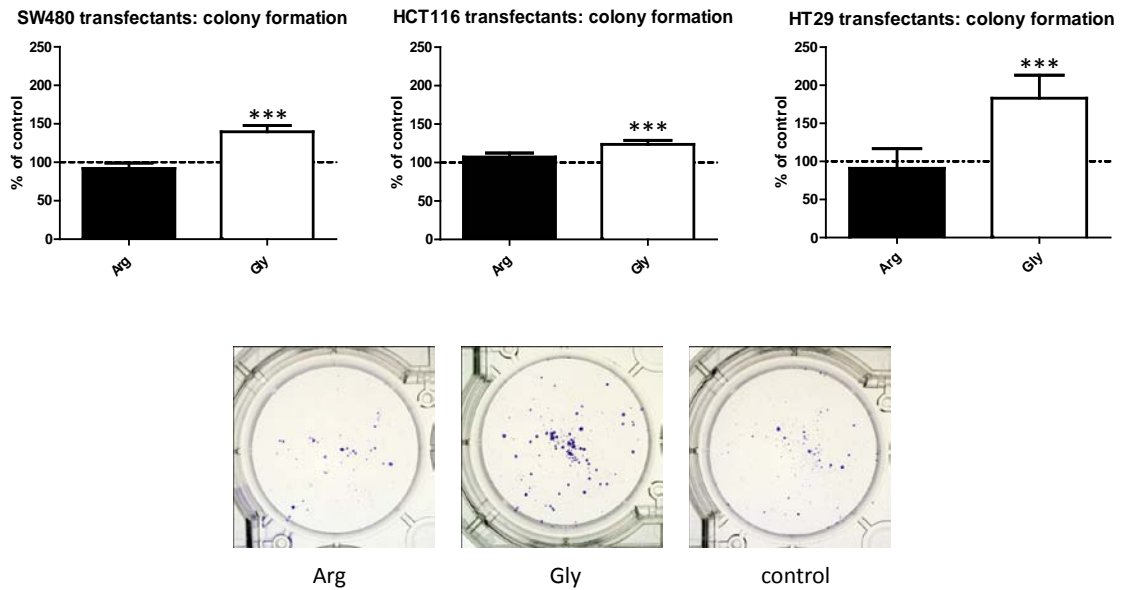 SW480 transfectants: colony formation
250
200
150
100
50
0
% of control
***
Arg
Gly
HCT116 transfectants: colony formation
250
200
150
100
50
0
% of control
***
Arg
Gly
HT29 transfectants: colony formation
250
200
150
100
50
0
% of control
***
Arg
Gly
Arg
Gly
control